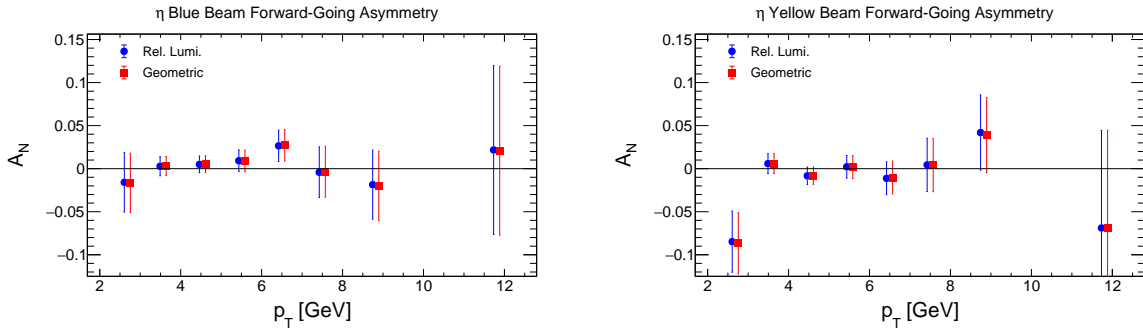 η Blue Beam Forward-Going Asymmetry
A_N
0.15
0.1
0.05
0
−0.05
−0.1
Rel. Lumi.
Geometric
2 4 6 8 10 12
p_T [GeV]
η Yellow Beam Forward-Going Asymmetry
A_N
0.15
0.1
0.05
0
−0.05
−0.1
Rel. Lumi.
Geometric
2 4 6 8 10 12
p_T [GeV]